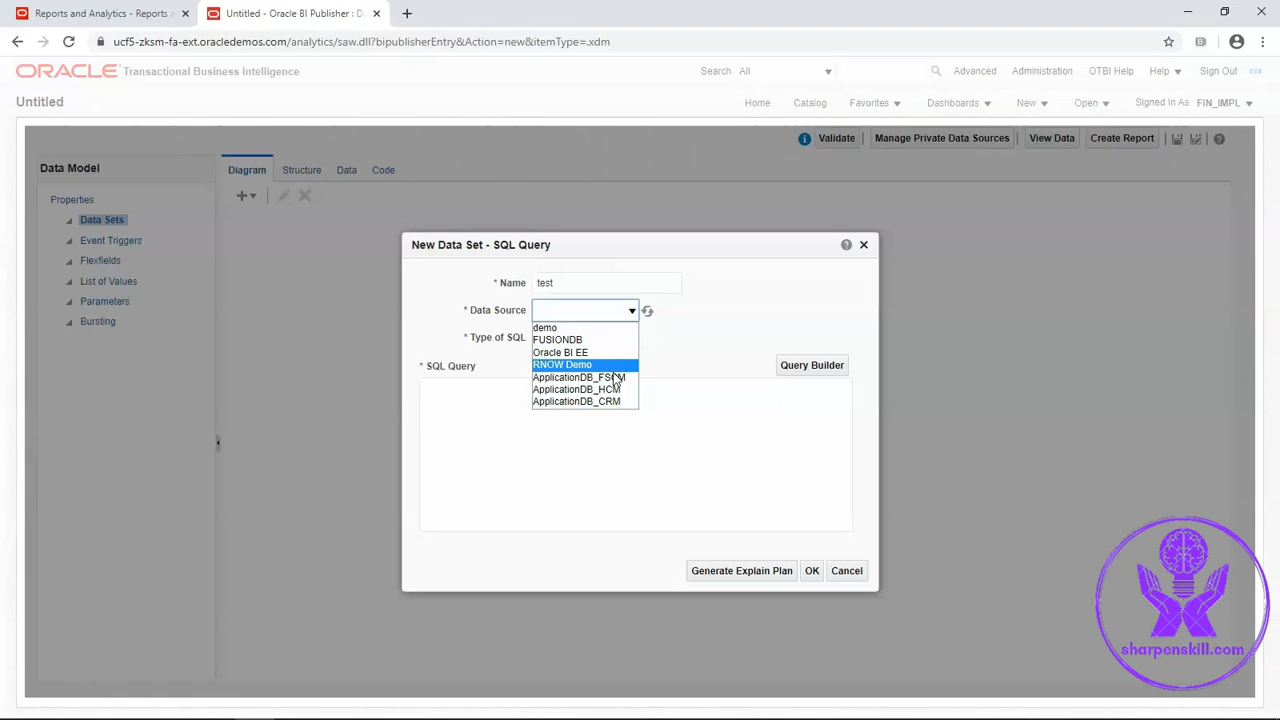 Reports and Analytics - Reports a
Untitled - Oracle BI Publisher : D
ucf5-zksm-fa-ext.oracledemos.com/analytics/saw.dll?bipublisherEntry&Action=new&itemType=.xdm
ORACLE Transactional Business Intelligence
Search All
Advanced
Administration
OTBI Help
Help
Sign Out
Untitled
Home
Catalog
Favorites
Dashboards
New
Open
Signed In As FIN_IMPL
Validate
Manage Private Data Sources
View Data
Create Report
Data Model
Diagram
Structure
Data
Code
Properties
Data Sets
Event Triggers
Flexfields
List of Values
Parameters
Bursting
New Data Set - SQL Query
* Name test
* Data Source
demo
FUSIONDB
Oracle BI EE
RNOW Demo
ApplicationDB_FSCM
ApplicationDB_HCM
ApplicationDB_CRM
* Type of SQL
* SQL Query
Query Builder
Generate Explain Plan
OK
Cancel
sharpenskill.com